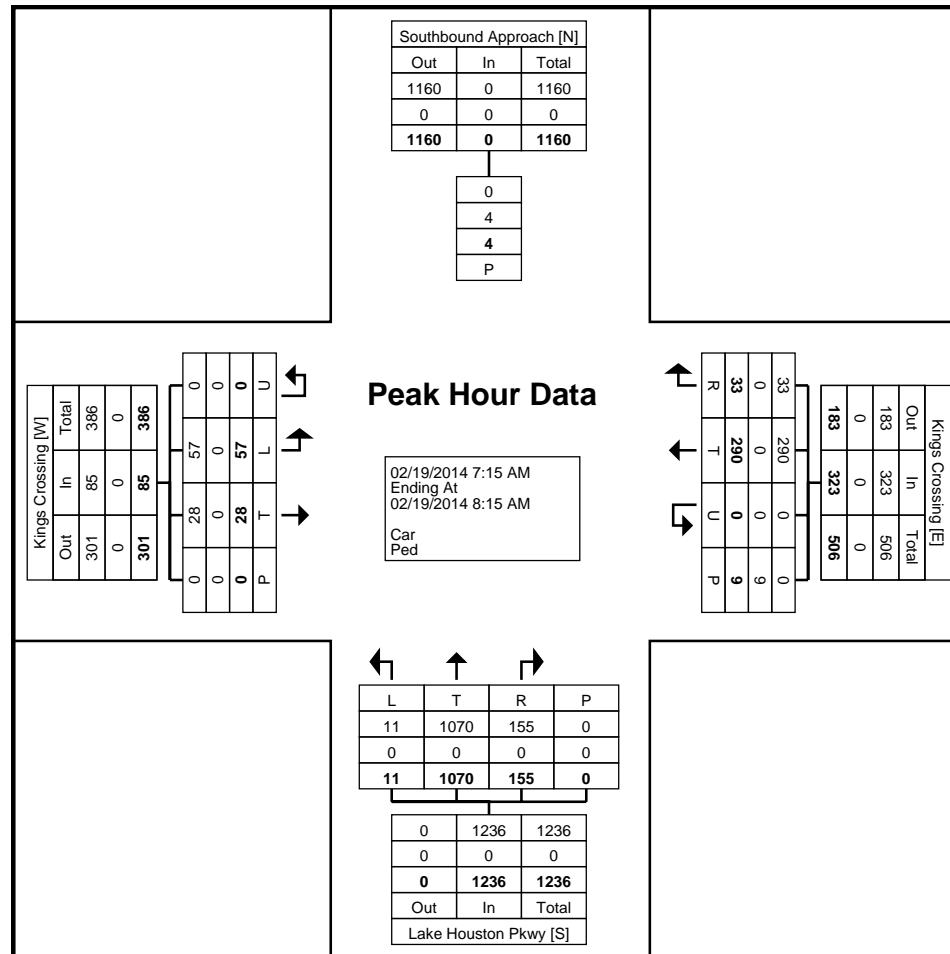 Southbound Approach [N]
Out In Total
1160 0 1160
0 0 0
1160 0 1160
0
4
4
P
Peak Hour Data
02/19/2014 7:15 AM
Ending At
02/19/2014 8:15 AM
Car
Ped
Kings Crossing [W]
Total In Out
386 85 301
0 0 0
386 85 301
0 57 28 0
0 0 0 0
0 57 28 0
U L T P
R T U P
33 290 0 9
0 0 0 9
33 290 0 0
183 323 506
0 0 0
183 323 506
Out In Total
Kings Crossing [E]
L T R P
11 1070 155 0
0 0 0 0
11 1070 155 0
0 1236 1236
0 0 0
0 1236 1236
Out In Total
Lake Houston Pkwy [S]